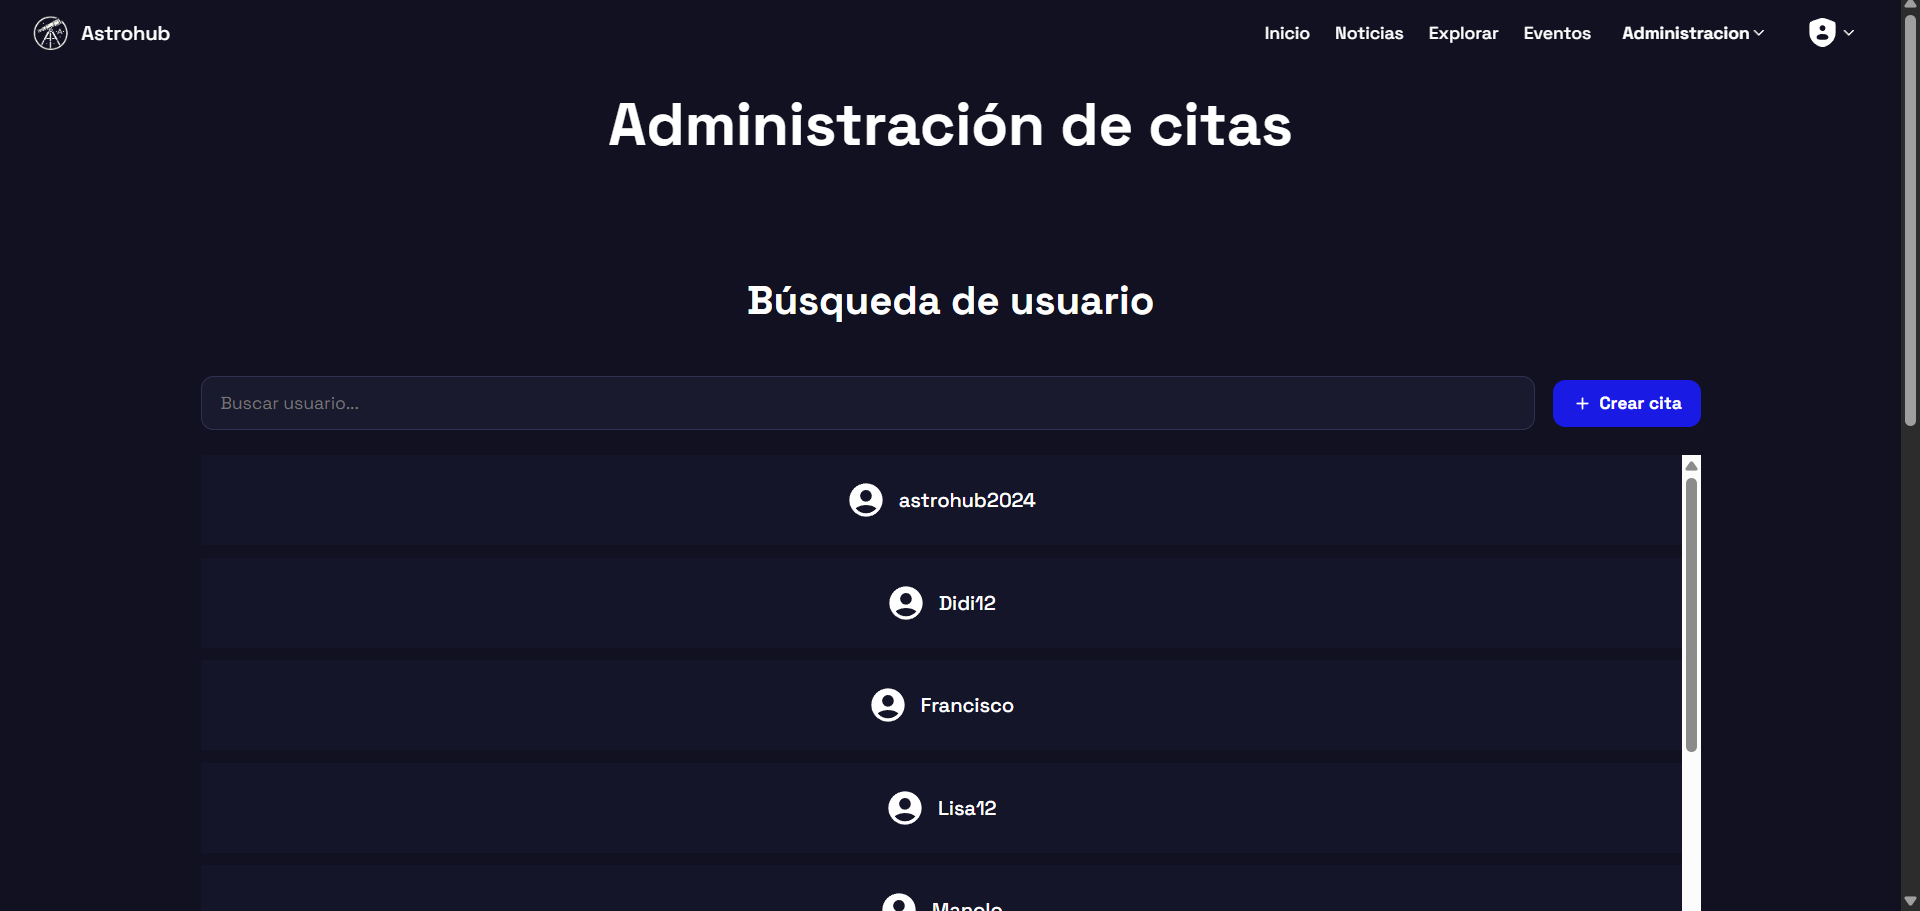 Astrohub
Inicio Noticias Explorar Eventos Administracion
Administración de citas
Búsqueda de usuario
Buscar usuario...
+ Crear cita
astrohub2024
Didi12
Francisco
Lisa12
Manolo